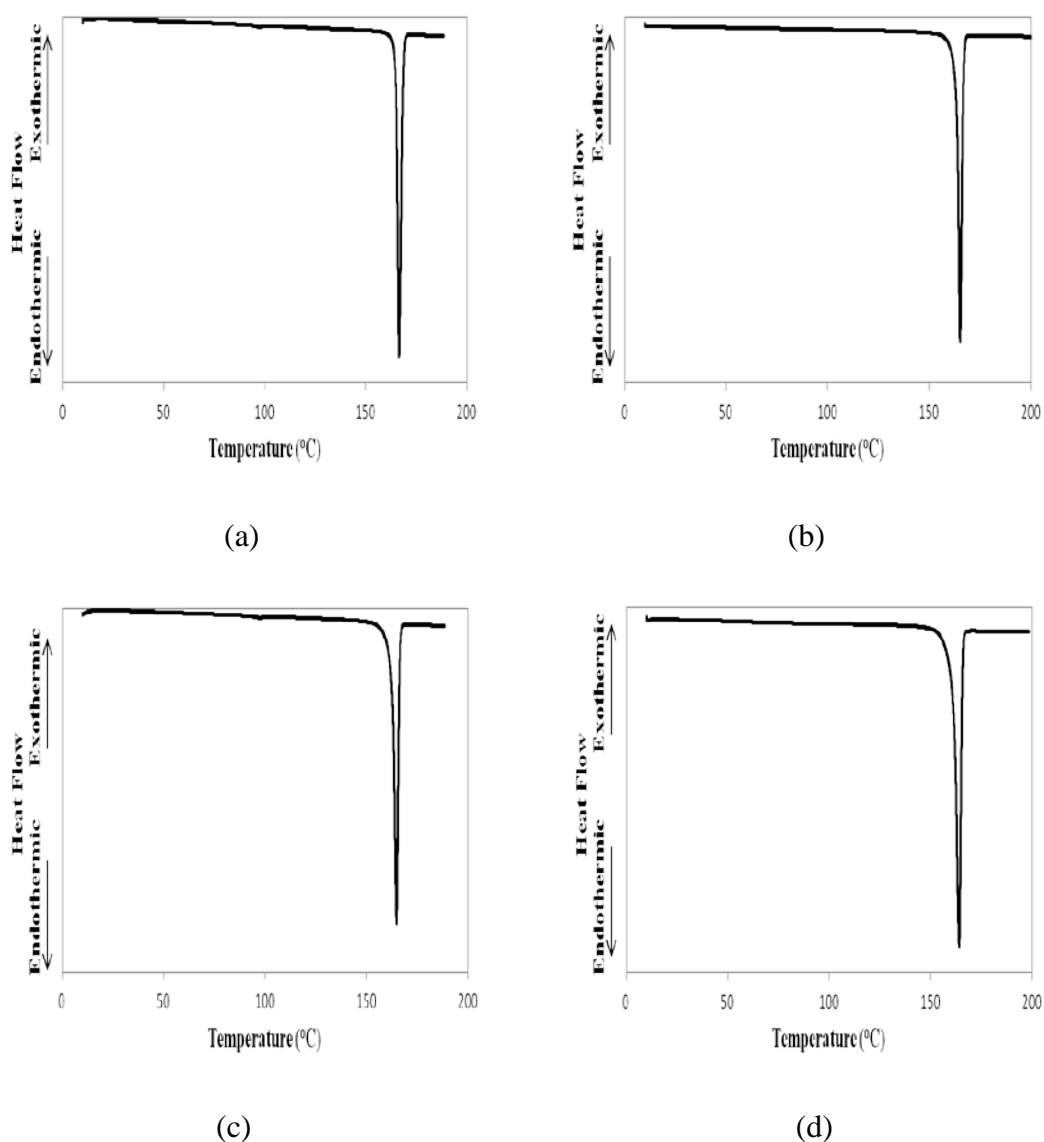 Heat Flow
Endothermic
Exothermic
0 50 100 150 200
Temperature (°C)
(a)
Heat Flow
Endothermic
Exothermic
0 50 100 150 200
Temperature (°C)
(b)
Heat Flow
Endothermic
Exothermic
0 50 100 150 200
Temperature (°C)
(c)
Heat Flow
Endothermic
Exothermic
0 50 100 150 200
Temperature (°C)
(d)